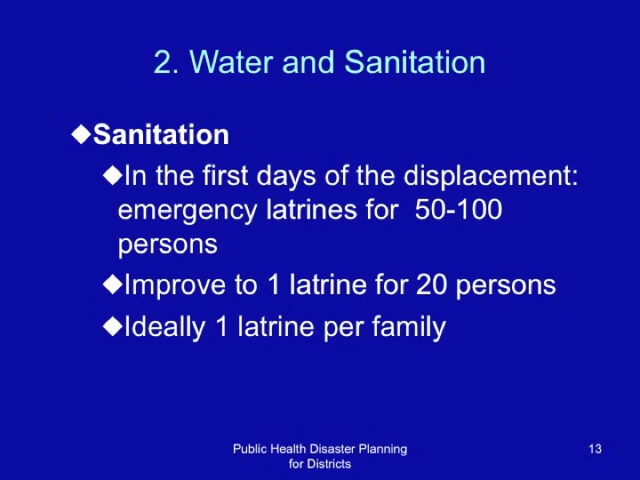 2. Water and Sanitation
◆Sanitation
◆In the first days of the displacement:
emergency latrines for  50-100
persons
◆Improve to 1 latrine for 20 persons
◆Ideally 1 latrine per family
Public Health Disaster Planning
for Districts
13